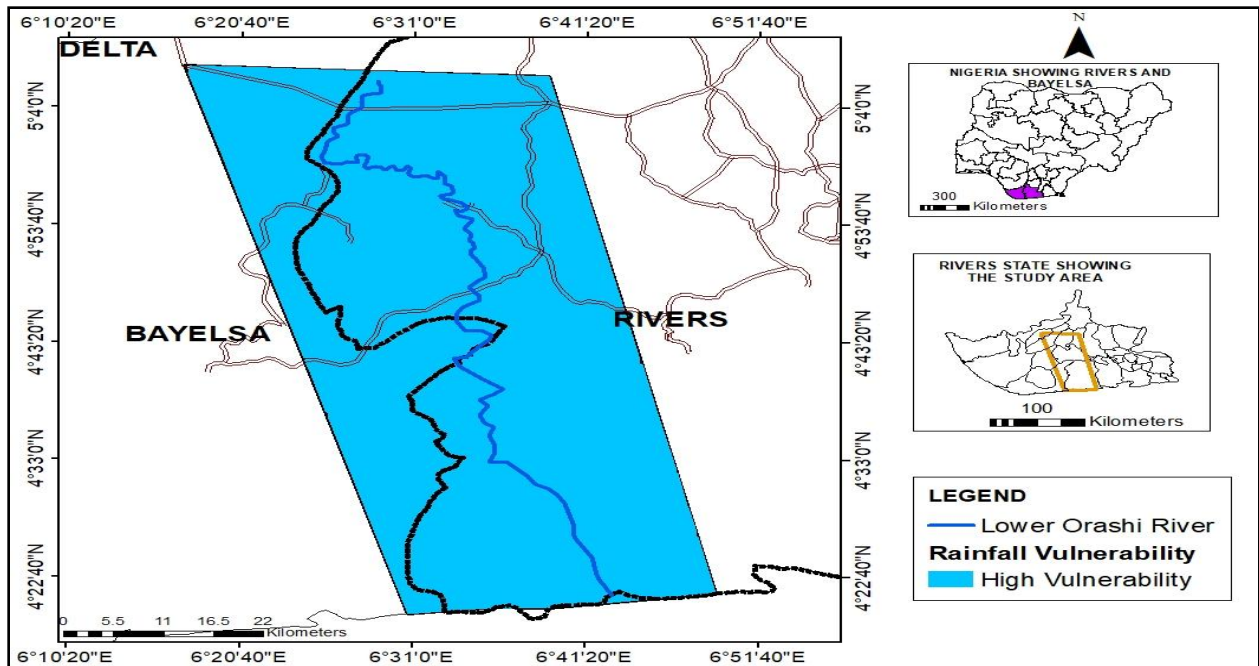 6°10'20"E 6°20'40"E 6°31'0"E 6°41'20"E 6°51'40"E
DELTA
5°4'0"N
4°53'40"N
4°43'20"N
4°33'0"N
4°22'40"N
BAYELSA
RIVERS
0 5.5 11 16.5 22
Kilometers
5°4'0"N
4°53'40"N
4°43'20"N
4°33'0"N
4°22'40"N
6°10'20"E 6°20'40"E 6°31'0"E 6°41'20"E 6°51'40"E
N
NIGERIA SHOWING RIVERS AND
BAYELSA
300
Kilometers
RIVERS STATE SHOWING
THE STUDY AREA
100
Kilometers
LEGEND
Lower Orashi River
Rainfall Vulnerability
High Vulnerability